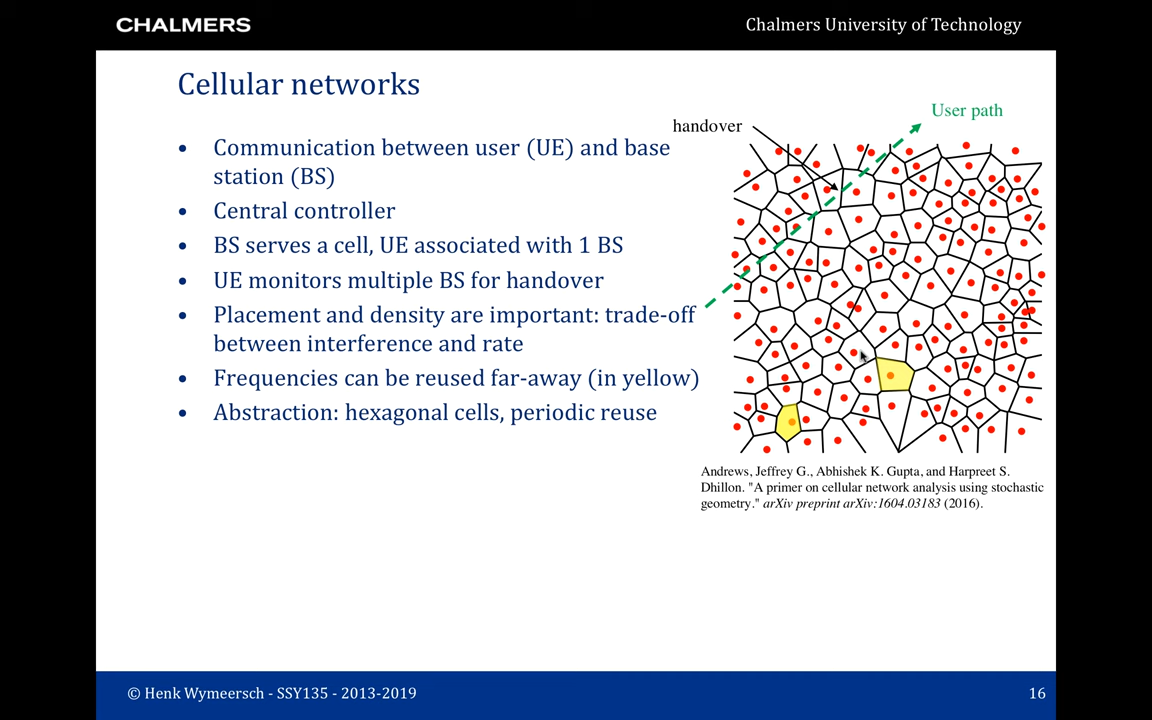 CHALMERS
Chalmers University of Technology
Cellular networks
• Communication between user (UE) and base
station (BS)
• Central controller
• BS serves a cell, UE associated with 1 BS
• UE monitors multiple BS for handover
• Placement and density are important: trade-off
between interference and rate
• Frequencies can be reused far-away (in yellow)
• Abstraction: hexagonal cells, periodic reuse
User path
handover
Andrews, Jeffrey G., Abhishek K. Gupta, and Harpreet S.
Dhillon. "A primer on cellular network analysis using stochastic
geometry." arXiv preprint arXiv:1604.03183 (2016).
© Henk Wymeersch - SSY135 - 2013-2019
16